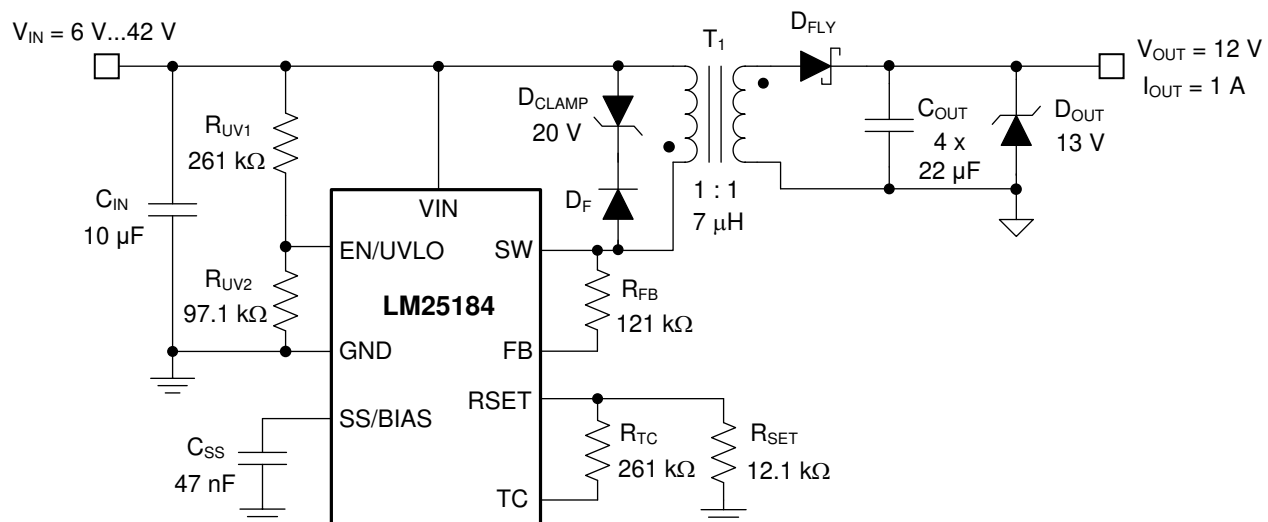 V_IN = 6 V...42 V
T₁
D_FLY
V_OUT = 12 V
I_OUT = 1 A
D_CLAMP
20 V
C_OUT
4 x
22 µF
D_OUT
13 V
R_UV1
261 kΩ
C_IN
10 µF
D_F
1 : 1
7 µH
VIN
EN/UVLO
SW
R_UV2
97.1 kΩ
LM25184
R_FB
121 kΩ
GND
FB
RSET
SS/BIAS
C_SS
47 nF
R_TC
261 kΩ
R_SET
12.1 kΩ
TC